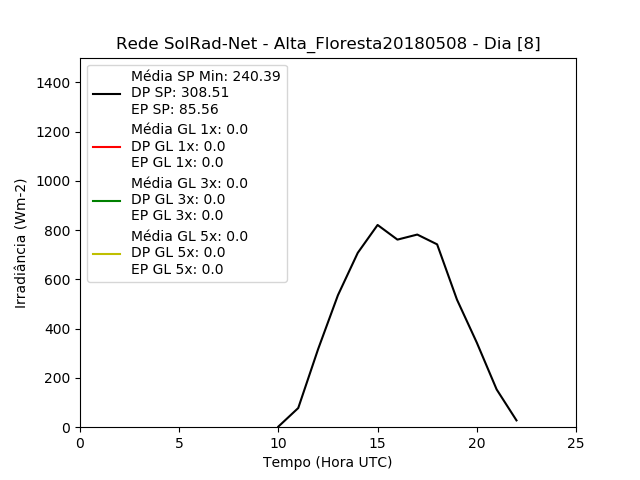 Rede SolRad-Net - Alta_Floresta20180508 - Dia [8]
Média SP Min: 240.39
DP SP: 308.51
EP SP: 85.56
Média GL 1x: 0.0
DP GL 1x: 0.0
EP GL 1x: 0.0
Média GL 3x: 0.0
DP GL 3x: 0.0
EP GL 3x: 0.0
Média GL 5x: 0.0
DP GL 5x: 0.0
EP GL 5x: 0.0
Irradiância (Wm-2)
1400
1200
1000
800
600
400
200
0
0 5 10 15 20 25
Tempo (Hora UTC)